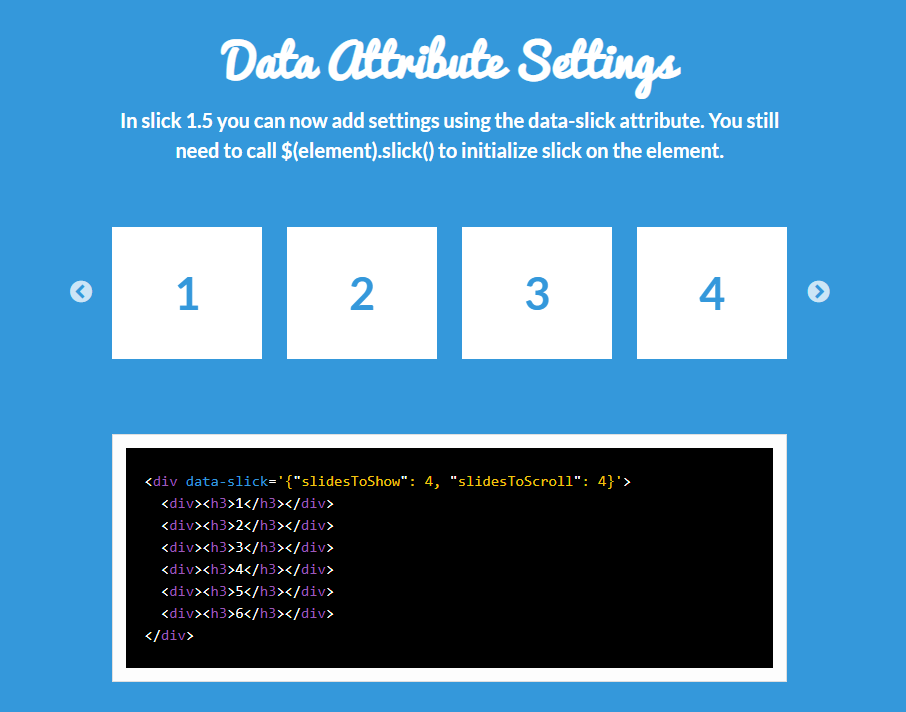 Data Attribute Settings
In slick 1.5 you can now add settings using the data-slick attribute. You still
need to call $(element).slick() to initialize slick on the element.
1 2 3 4
<div data-slick='{"slidesToShow": 4, "slidesToScroll": 4}'>
  <div><h3>1</h3></div>
  <div><h3>2</h3></div>
  <div><h3>3</h3></div>
  <div><h3>4</h3></div>
  <div><h3>5</h3></div>
  <div><h3>6</h3></div>
</div>